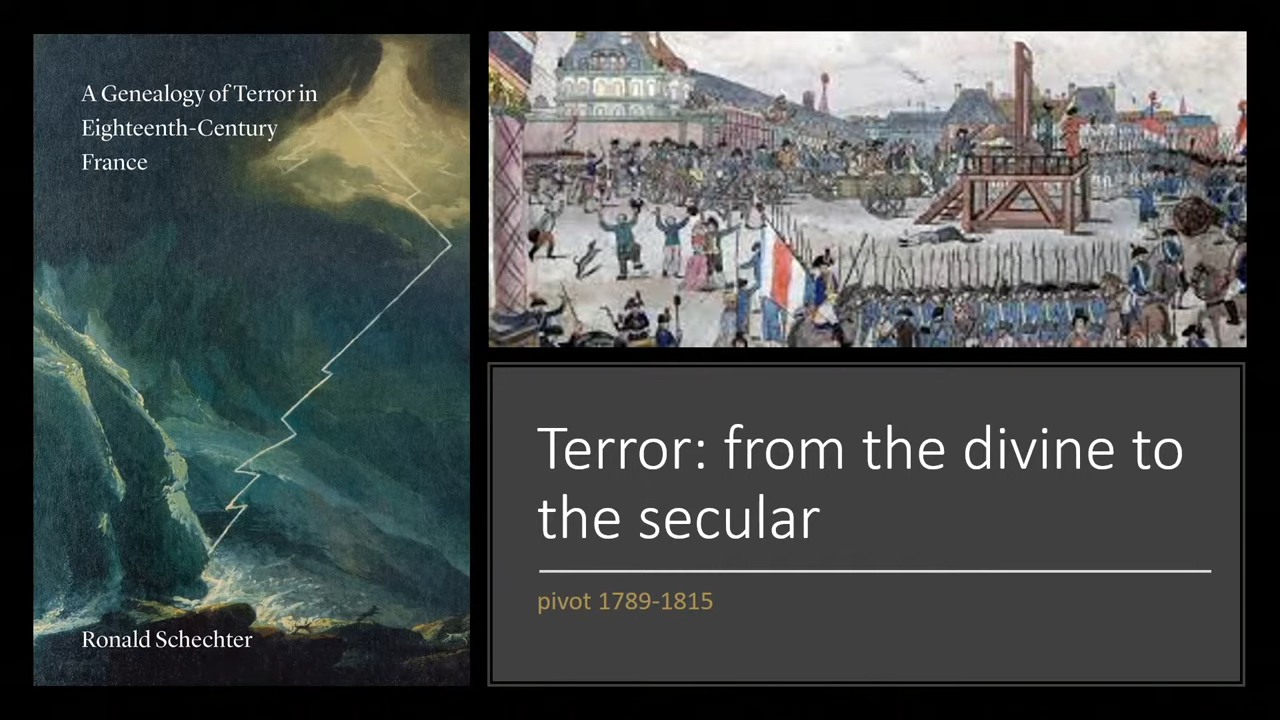 A Genealogy of Terror in
Eighteenth-Century
France
Ronald Schechter
Terror: from the divine to
the secular
pivot 1789-1815